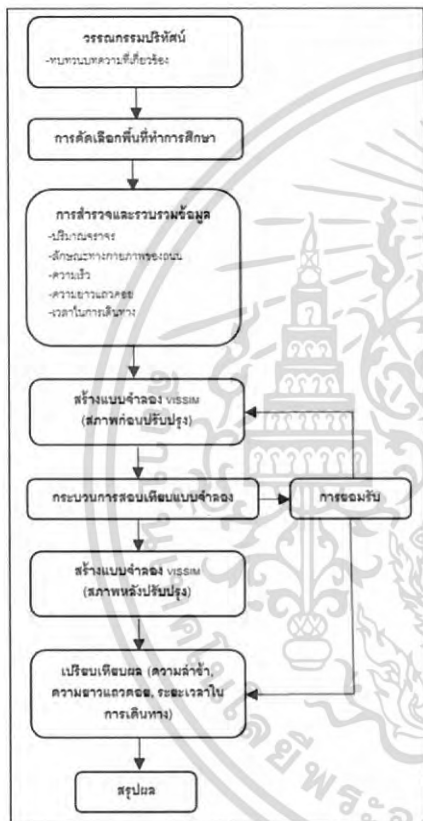 วรรณกรรมปริทัศน์
-ทบทวนบทความที่เกี่ยวข้อง
การคัดเลือกพื้นที่ทำการศึกษา
การสำรวจและรวบรวมข้อมูล
-ปริมาณจราจร
-ลักษณะทางกายภาพของถนน
-ความเร็ว
-ความยาวแถวคอย
-เวลาในการเดินทาง
สร้างแบบจำลอง VISSIM
(สภาพก่อนปรับปรุง)
กระบวนการสอบเทียบแบบจำลอง
การยอมรับ
สร้างแบบจำลอง VISSIM
(สภาพหลังปรับปรุง)
เปรียบเทียบผล (ความล่าช้า,
ความยาวแถวคอย, ระยะเวลาใน
การเดินทาง)
สรุปผล